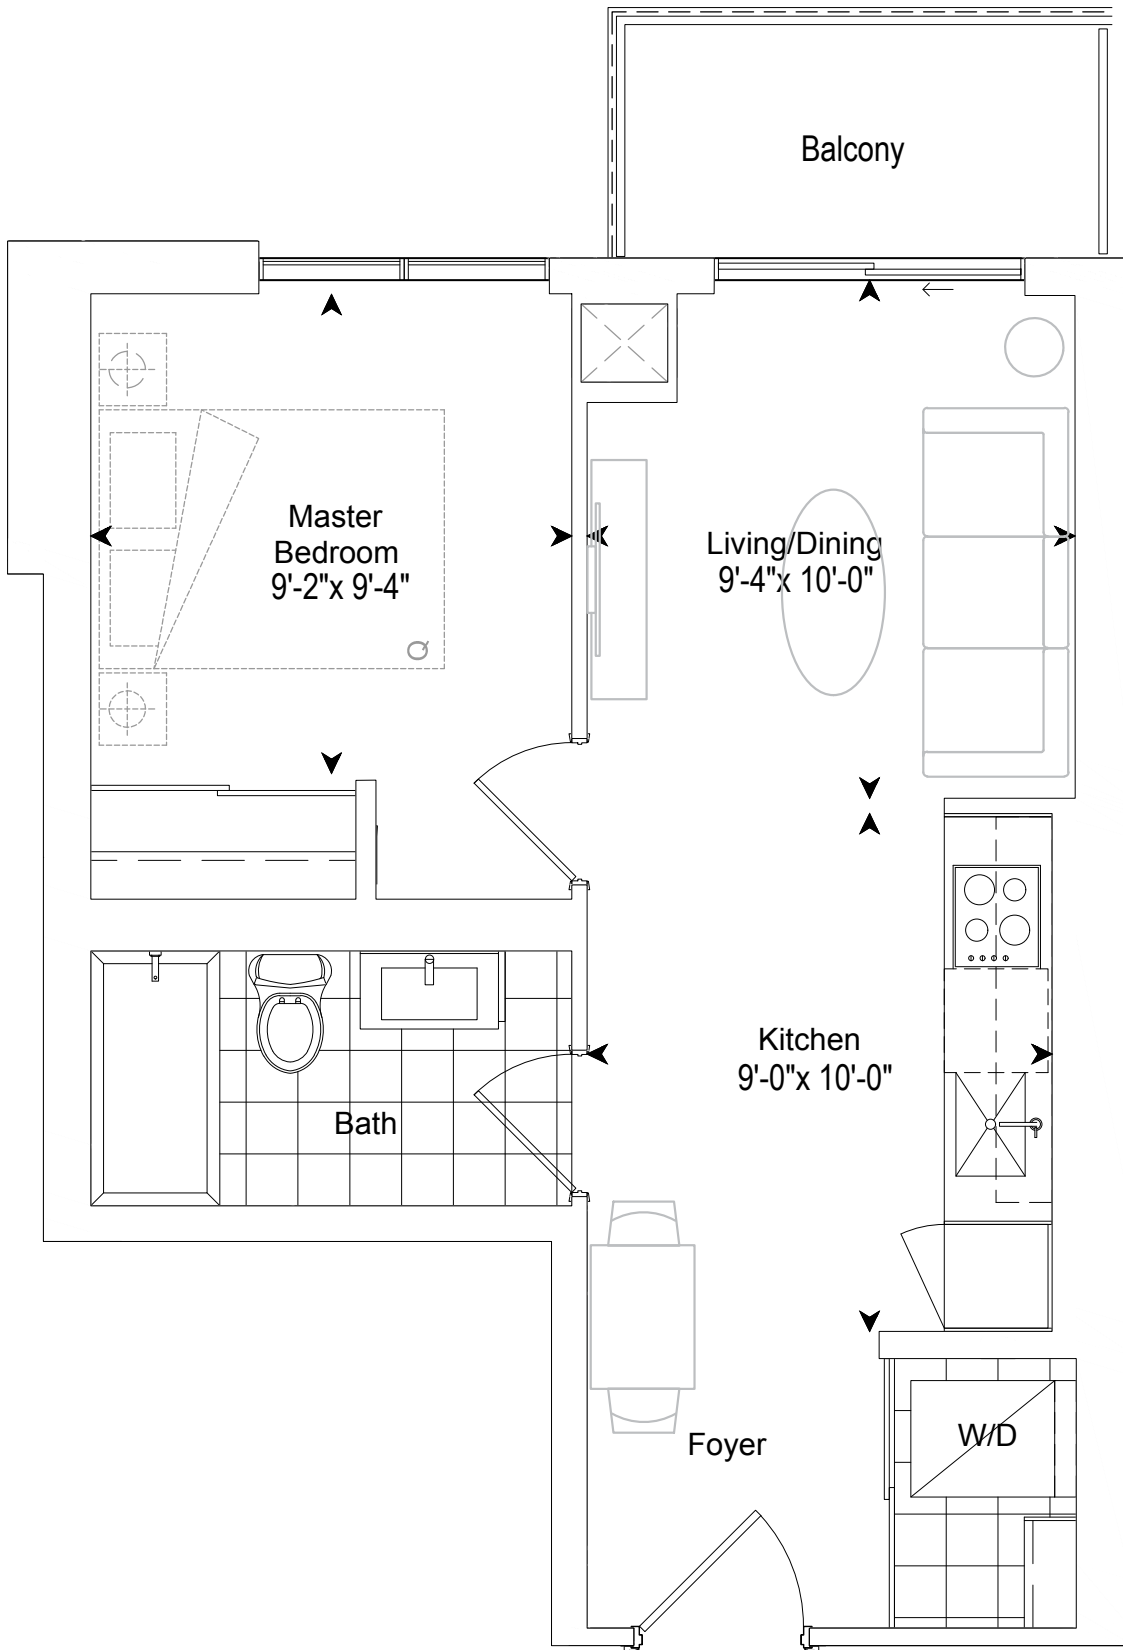 Balcony
Master
Bedroom
9'-2"x 9'-4"
Q
Living/Dining
9'-4"x 10'-0"
Kitchen
9'-0"x 10'-0"
Bath
Foyer
W/D